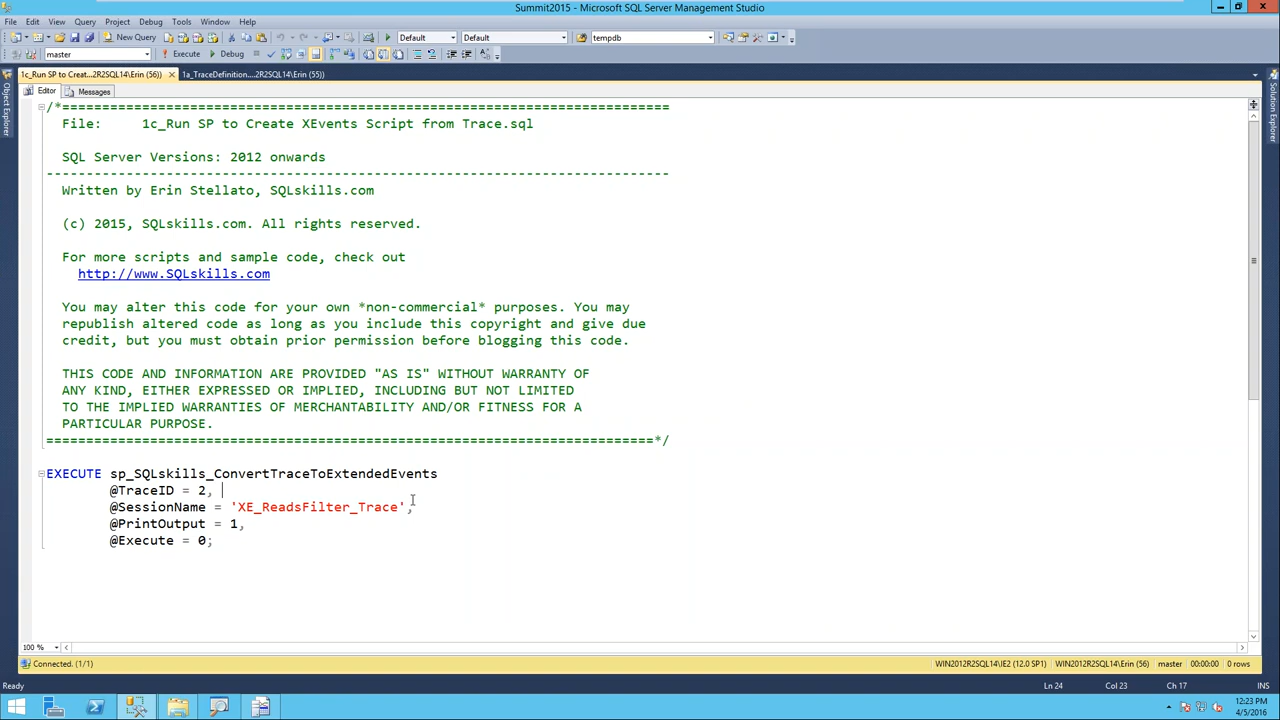 Summit2015 - Microsoft SQL Server Management Studio
File Edit View Query Project Debug Tools Window Help
New Query Default Default tempdb
master Execute Debug
1c_Run SP to Creat...2R2SQL14\Erin (56)) 1a_TraceDefinition....2R2SQL14\Erin (55))
Object Explorer
Solution Explorer
Editor Messages
/*===========================================================================
File: 1c_Run SP to Create XEvents Script from Trace.sql
SQL Server Versions: 2012 onwards
------------------------------------------------------------------------------
Written by Erin Stellato, SQLskills.com
(c) 2015, SQLskills.com. All rights reserved.
For more scripts and sample code, check out
http://www.SQLskills.com
You may alter this code for your own *non-commercial* purposes. You may
republish altered code as long as you include this copyright and give due
credit, but you must obtain prior permission before blogging this code.
THIS CODE AND INFORMATION ARE PROVIDED "AS IS" WITHOUT WARRANTY OF
ANY KIND, EITHER EXPRESSED OR IMPLIED, INCLUDING BUT NOT LIMITED
TO THE IMPLIED WARRANTIES OF MERCHANTABILITY AND/OR FITNESS FOR A
PARTICULAR PURPOSE.
============================================================================*/
EXECUTE sp_SQLskills_ConvertTraceToExtendedEvents
@TraceID = 2,
@SessionName = 'XE_ReadsFilter_Trace',
@PrintOutput = 1,
@Execute = 0;
100 %
Connected. (1/1) WIN2012R2SQL14\IE2 (12.0 SP1) WIN2012R2SQL14\Erin (56) master 00:00:00 0 rows
Ready Ln 24 Col 23 Ch 17 INS
12:23 PM
4/5/2016